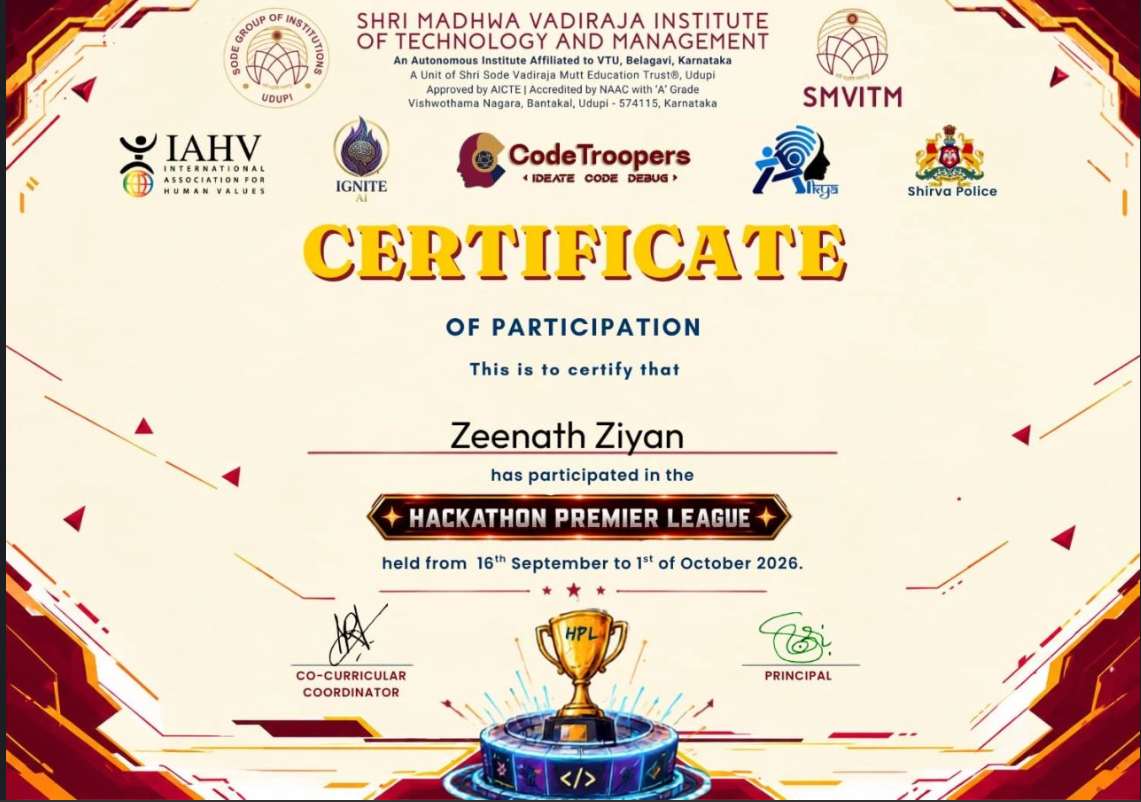 SODE GROUP OF INSTITUTIONS
UDUPI
SHRI MADHWA VADIRAJA INSTITUTE
OF TECHNOLOGY AND MANAGEMENT
An Autonomous Institute Affiliated to VTU, Belagavi, Karnataka
A Unit of Shri Sode Vadiraja Mutt Education Trust®, Udupi
Approved by AICTE | Accredited by NAAC with 'A' Grade
Vishwothama Nagara, Bantakal, Udupi - 574115, Karnataka
SMVITM
IAHV
INTERNATIONAL
ASSOCIATION FOR
HUMAN VALUES
IGNITE
AI
CodeTroopers
‹ IDEATE CODE DEBUG ›
Aikya
Shirva Police
CERTIFICATE
OF PARTICIPATION
This is to certify that
Zeenath Ziyan
has participated in the
HACKATHON PREMIER LEAGUE
held from 16th September to 1st of October 2026.
CO-CURRICULAR
COORDINATOR
PRINCIPAL
HPL
</>